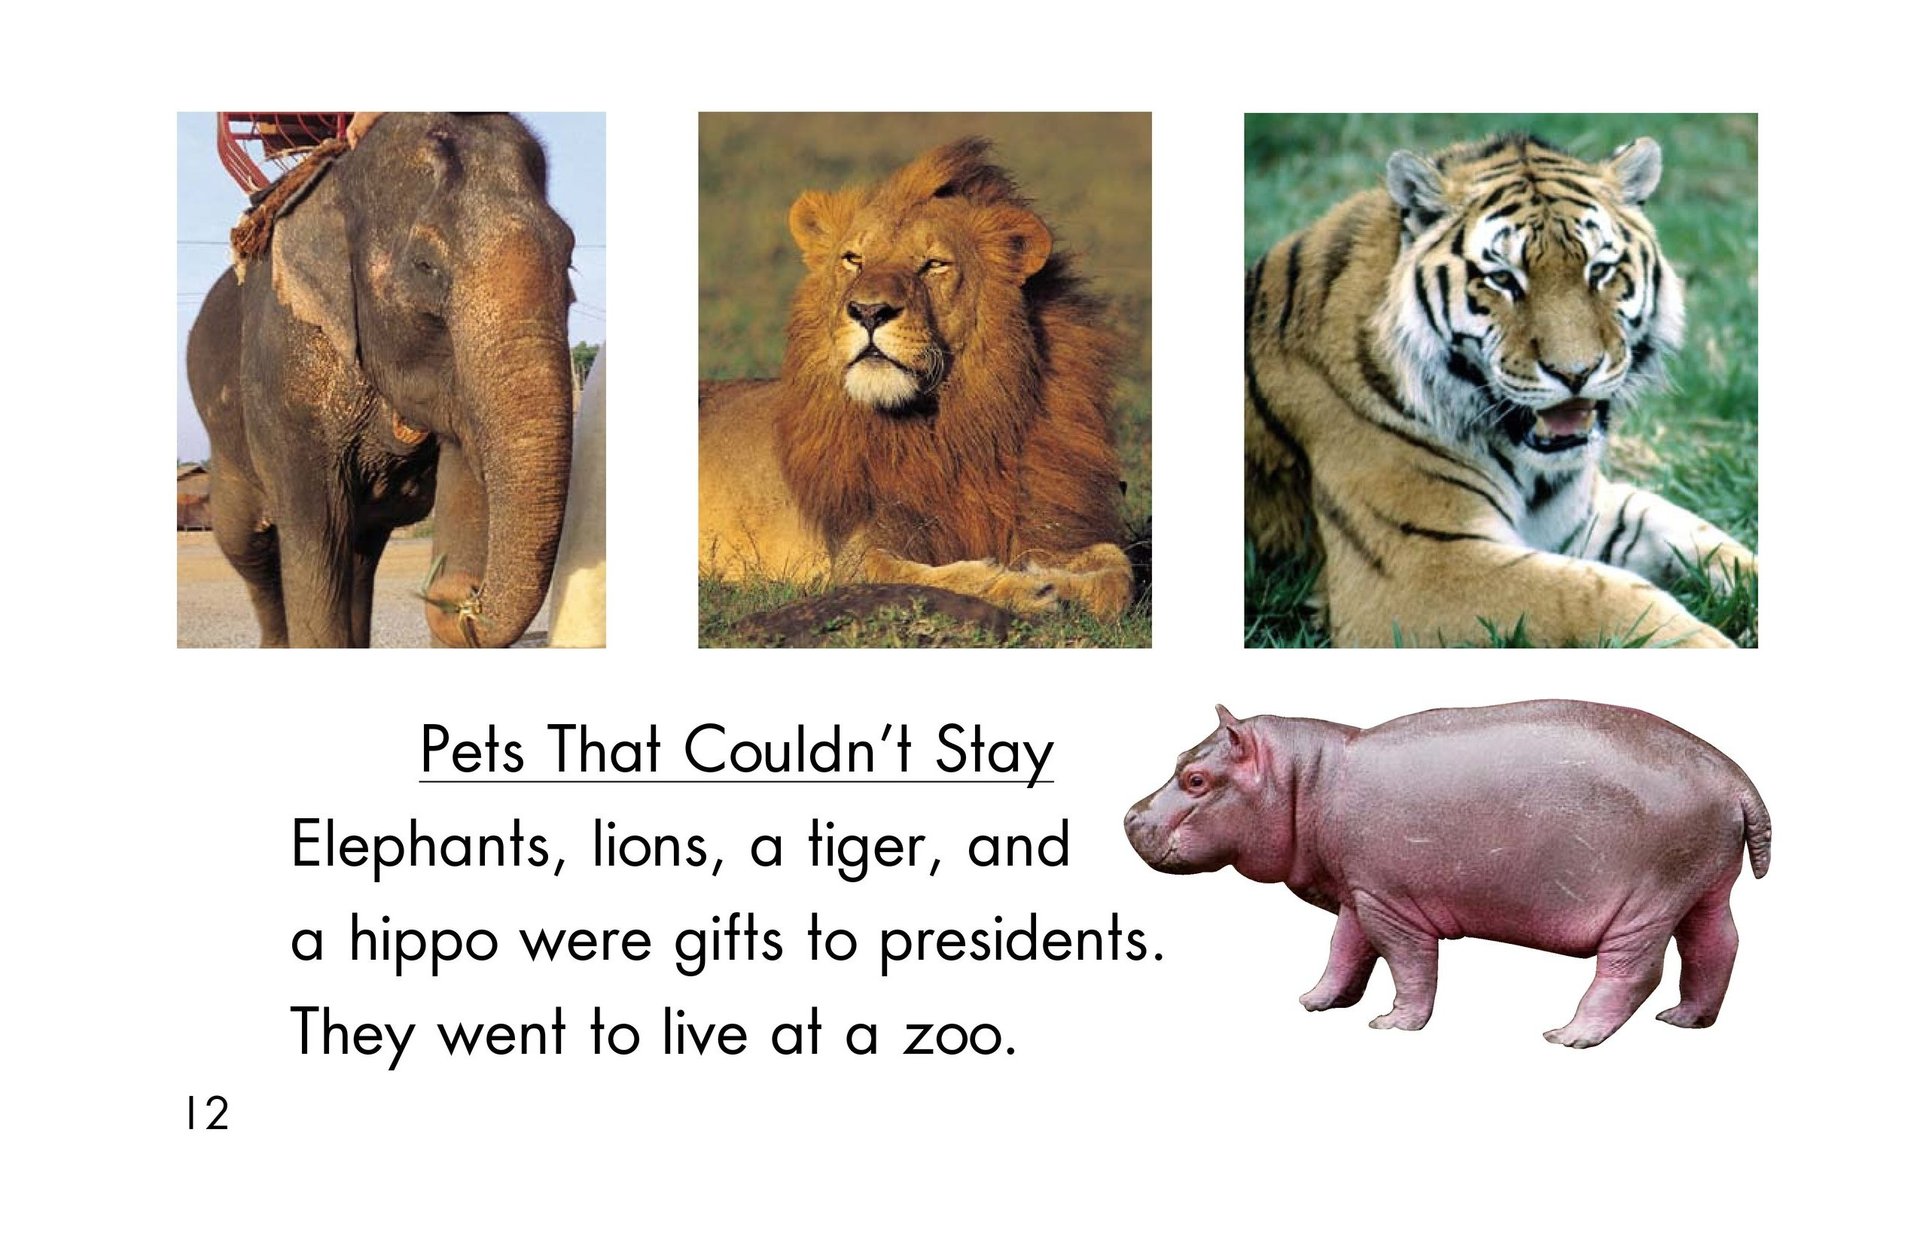 Pets That Couldn't Stay
Elephants, lions, a tiger, and
a hippo were gifts to presidents.
They went to live at a zoo.
12